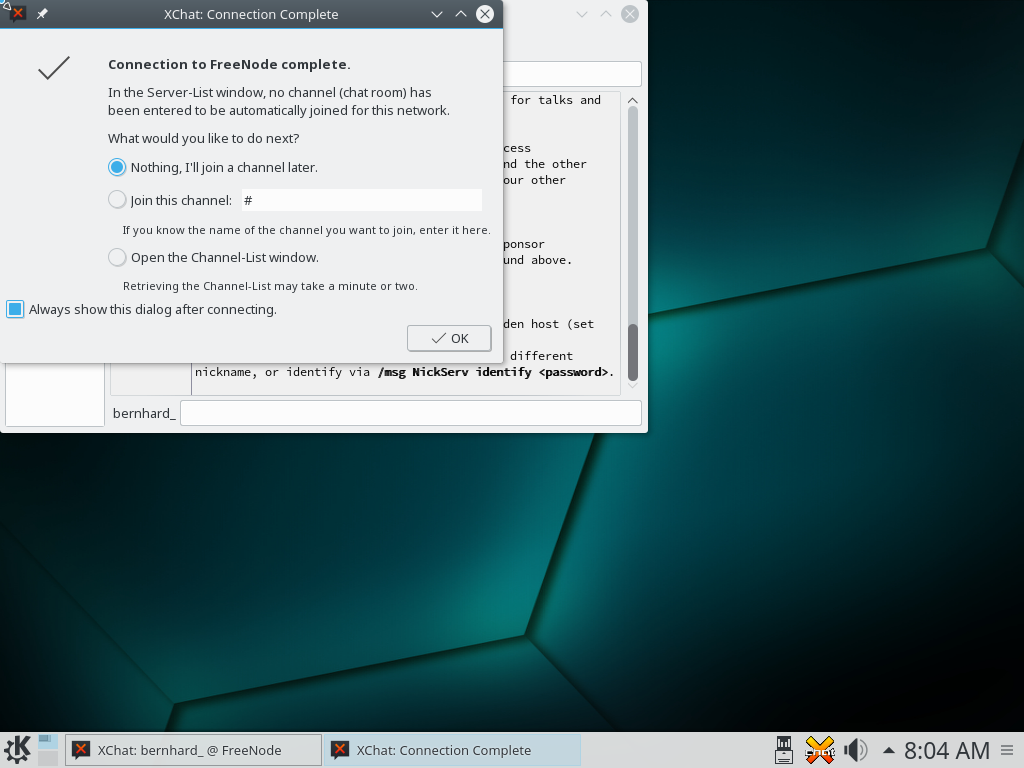 XChat: Connection Complete
Connection to FreeNode complete.
In the Server-List window, no channel (chat room) has
been entered to be automatically joined for this network.
What would you like to do next?
Nothing, I'll join a channel later.
Join this channel: #
If you know the name of the channel you want to join, enter it here.
Open the Channel-List window.
Retrieving the Channel-List may take a minute or two.
Always show this dialog after connecting.
OK
for talks and
cess
nd the other
our other
ponsor
und above.
den host (set
different
nickname, or identify via /msg NickServ identify <password>.
bernhard_
XChat: bernhard_ @ FreeNode
XChat: Connection Complete
chat
8:04 AM